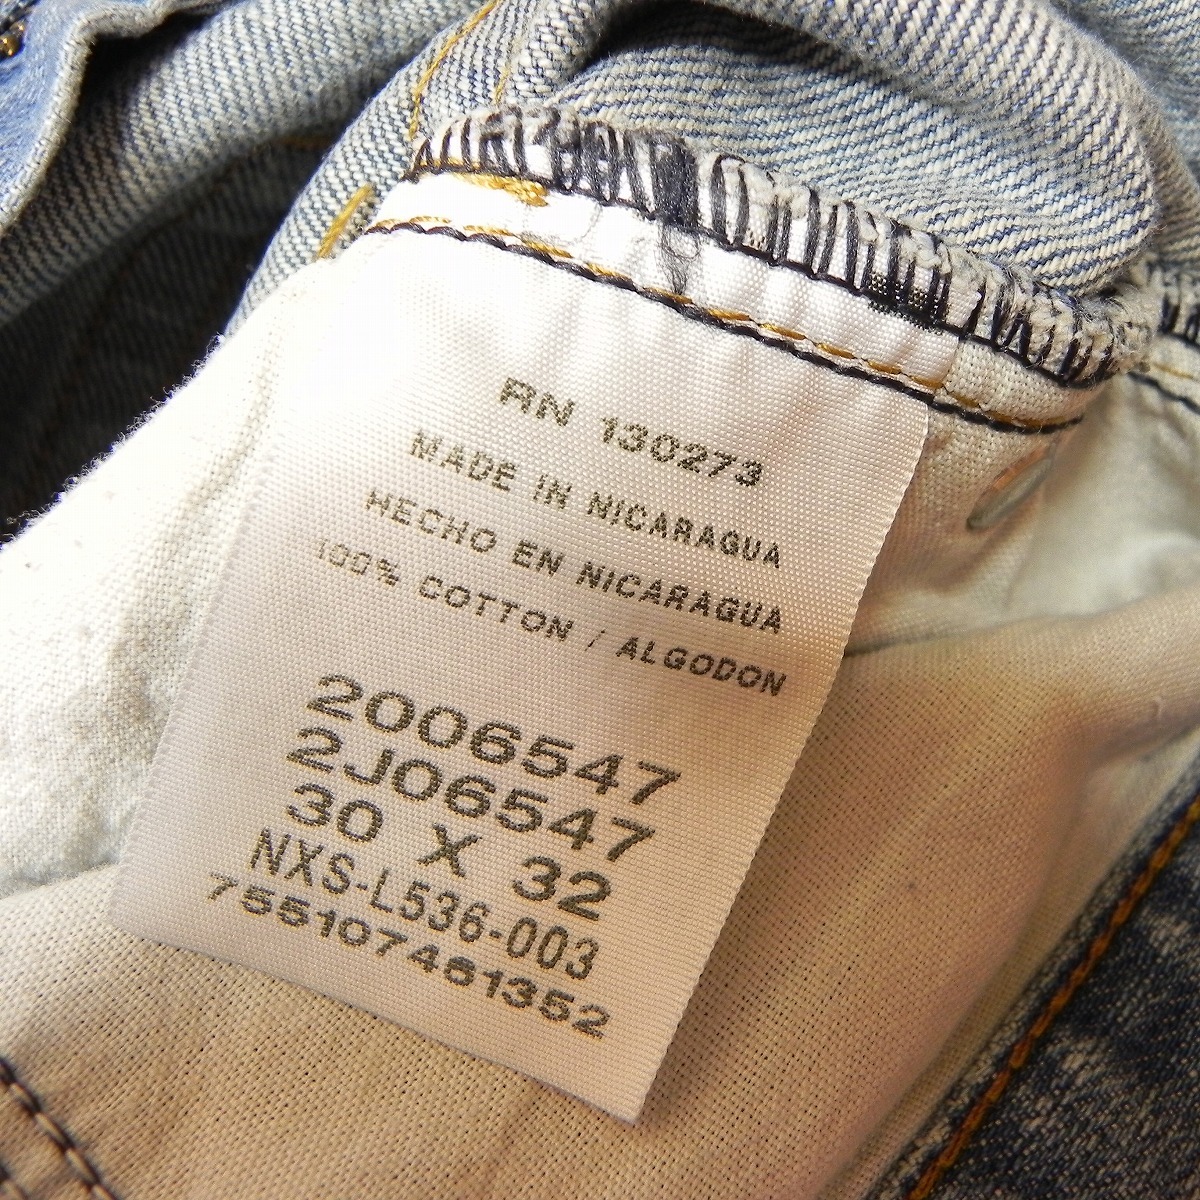 RN 130273
MADE IN NICARAGUA
HECHO EN NICARAGUA
100% COTTON / ALGODON
2006547
2J06547
30 X 32
NXS-L536-003
755107461352